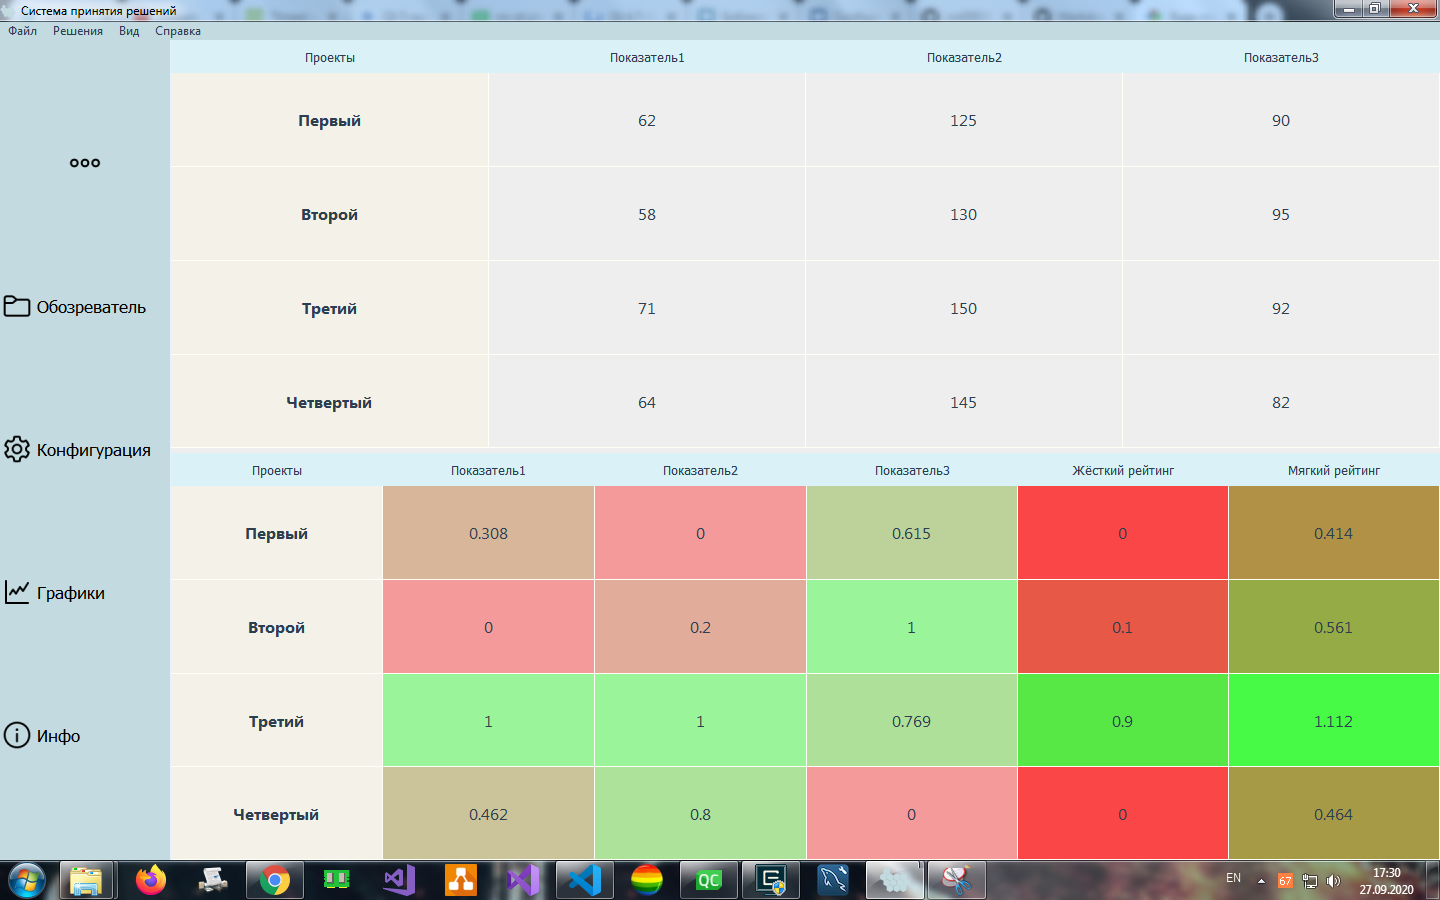 Система принятия решений
Файл Решения Вид Справка
Проекты Показатель1 Показатель2 Показатель3
Первый 62 125 90
Второй 58 130 95
Третий 71 150 92
Четвертый 64 145 82
Обозреватель
Конфигурация
Графики
Инфо
Проекты Показатель1 Показатель2 Показатель3 Жёсткий рейтинг Мягкий рейтинг
Первый 0.308 0 0.615 0 0.414
Второй 0 0.2 1 0.1 0.561
Третий 1 1 0.769 0.9 1.112
Четвертый 0.462 0.8 0 0 0.464
QC
EN 67 17:30
27.09.2020